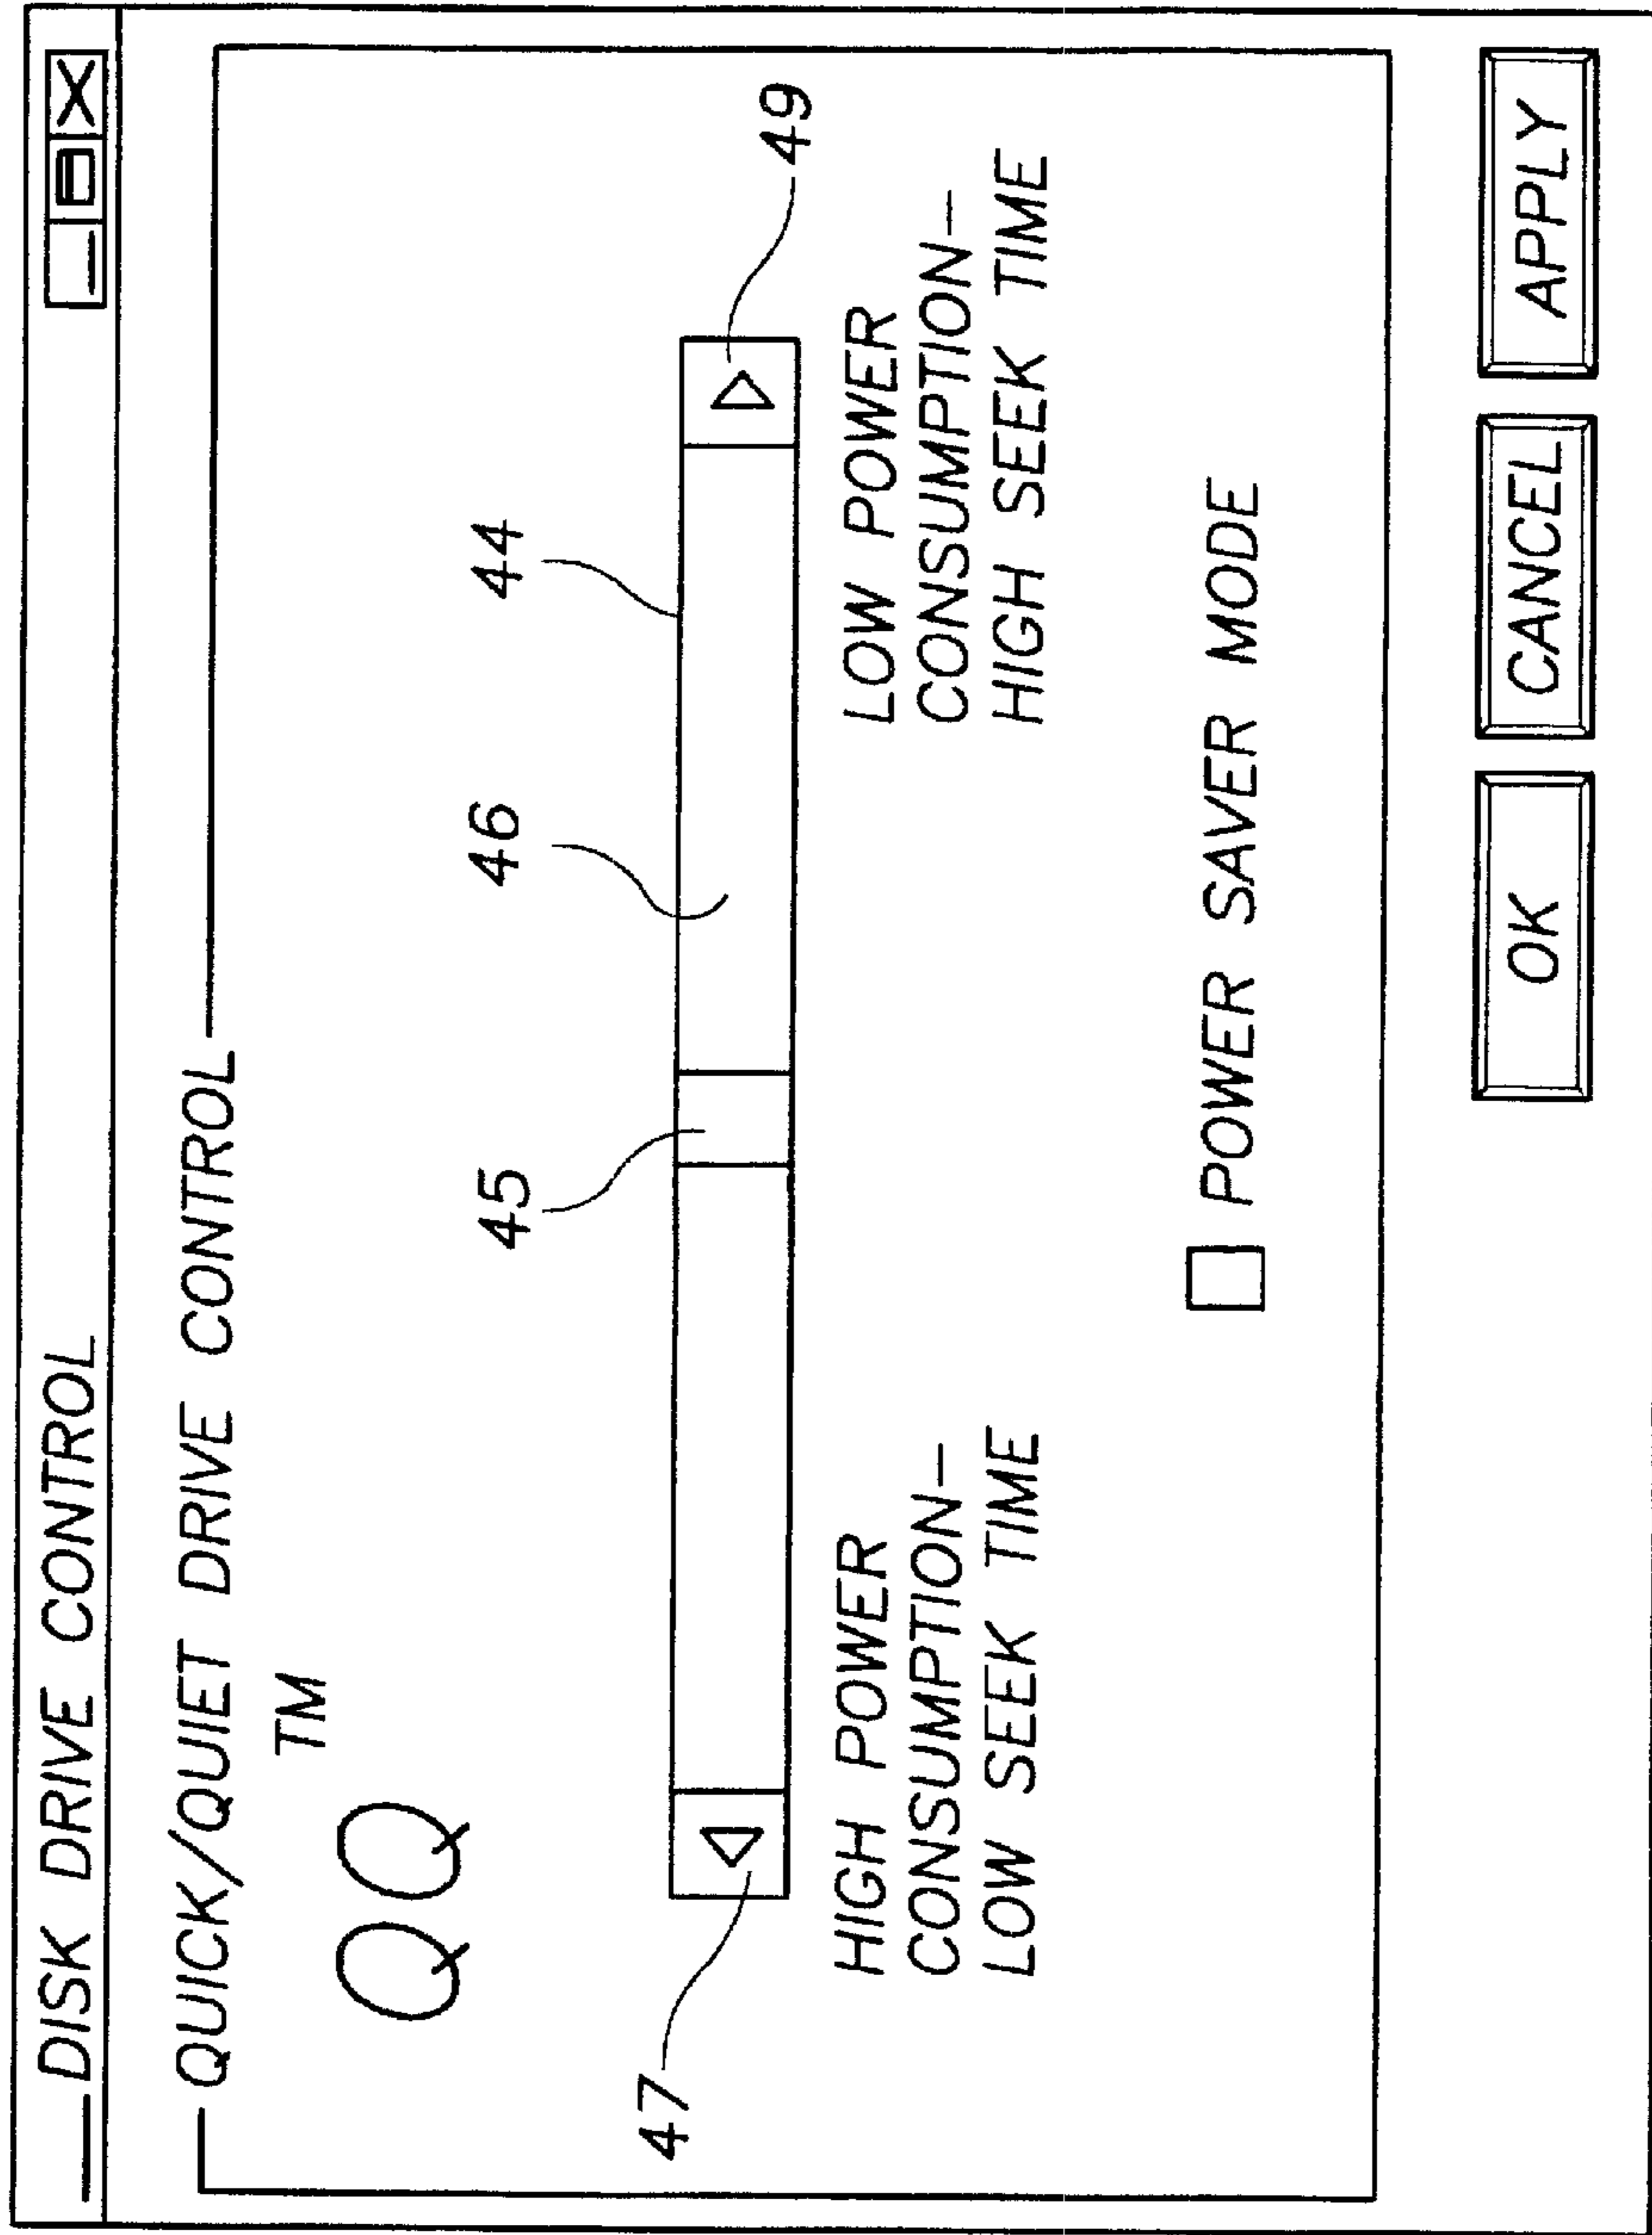 DISK DRIVE CONTROL
QUICK/QUIET DRIVE CONTROL
QQ TM
45
46
44
47
49
HIGH POWER
CONSUMPTION–
LOW SEEK TIME
LOW POWER
CONSUMPTION–
HIGH SEEK TIME
POWER SAVER MODE
OK
CANCEL
APPLY